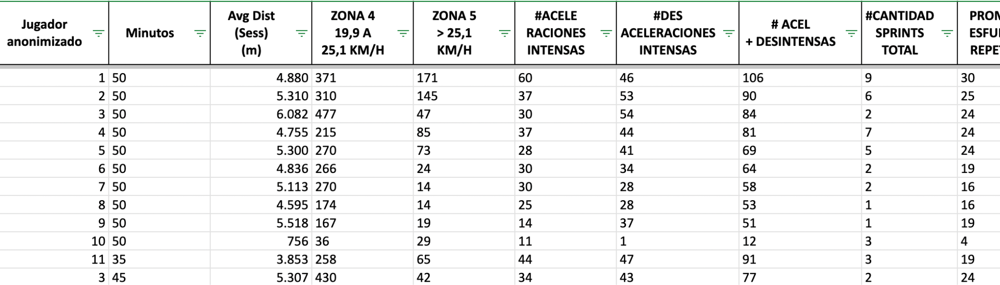 Jugador anonimizado	Minutos	Avg Dist (Sess) (m)	ZONA 4 19,9 A 25,1 KM/H	ZONA 5 > 25,1 KM/H	#ACELE RACIONES INTENSAS	#DES ACELERACIONES INTENSAS	# ACEL + DESINTENSAS	#CANTIDAD SPRINTS TOTAL
1	50	4.880	371	171	60	46	106	9	30
2	50	5.310	310	145	37	53	90	6	25
3	50	6.082	477	47	30	54	84	2	24
4	50	4.755	215	85	37	44	81	7	24
5	50	5.300	270	73	28	41	69	5	24
6	50	4.836	266	24	30	34	64	2	19
7	50	5.113	270	14	30	28	58	2	16
8	50	4.595	174	14	25	28	53	1	16
9	50	5.518	167	19	14	37	51	1	19
10	50	756	36	29	11	1	12	3	4
11	35	3.853	258	65	44	47	91	3	19
3	45	5.307	430	42	34	43	77	2	24